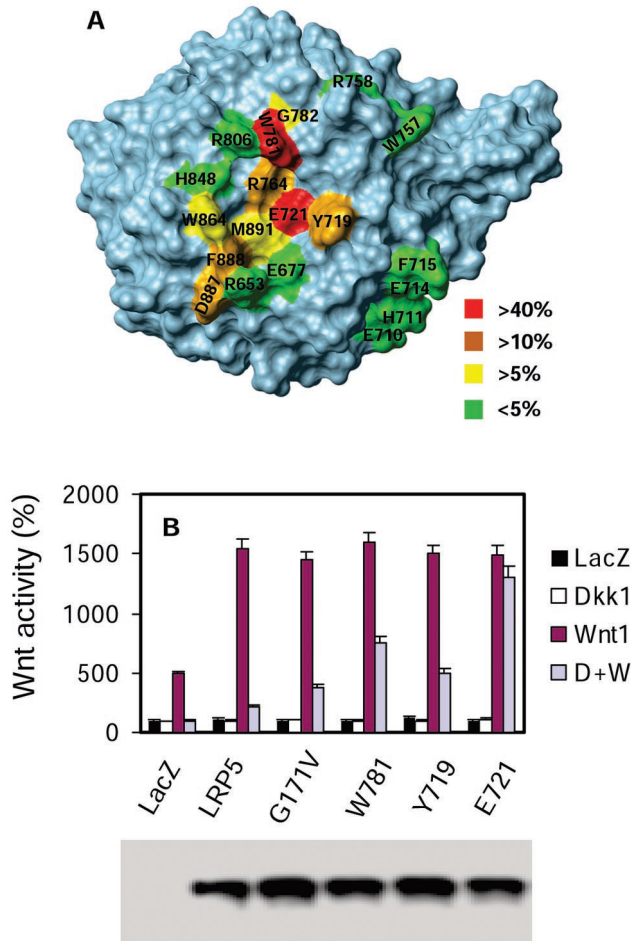 A
R758
G782
W781
R806
W757
H848
R764
E721
Y719
W864
M891
F888
E677
R653
D887
F715
E714
H711
E710
>40%
>10%
>5%
<5%
B
Wnt activity (%)
2000
1500
1000
500
0
LacZ
Dkk1
Wnt1
D+W
LacZ
LRP5
G171V
W781
Y719
E721